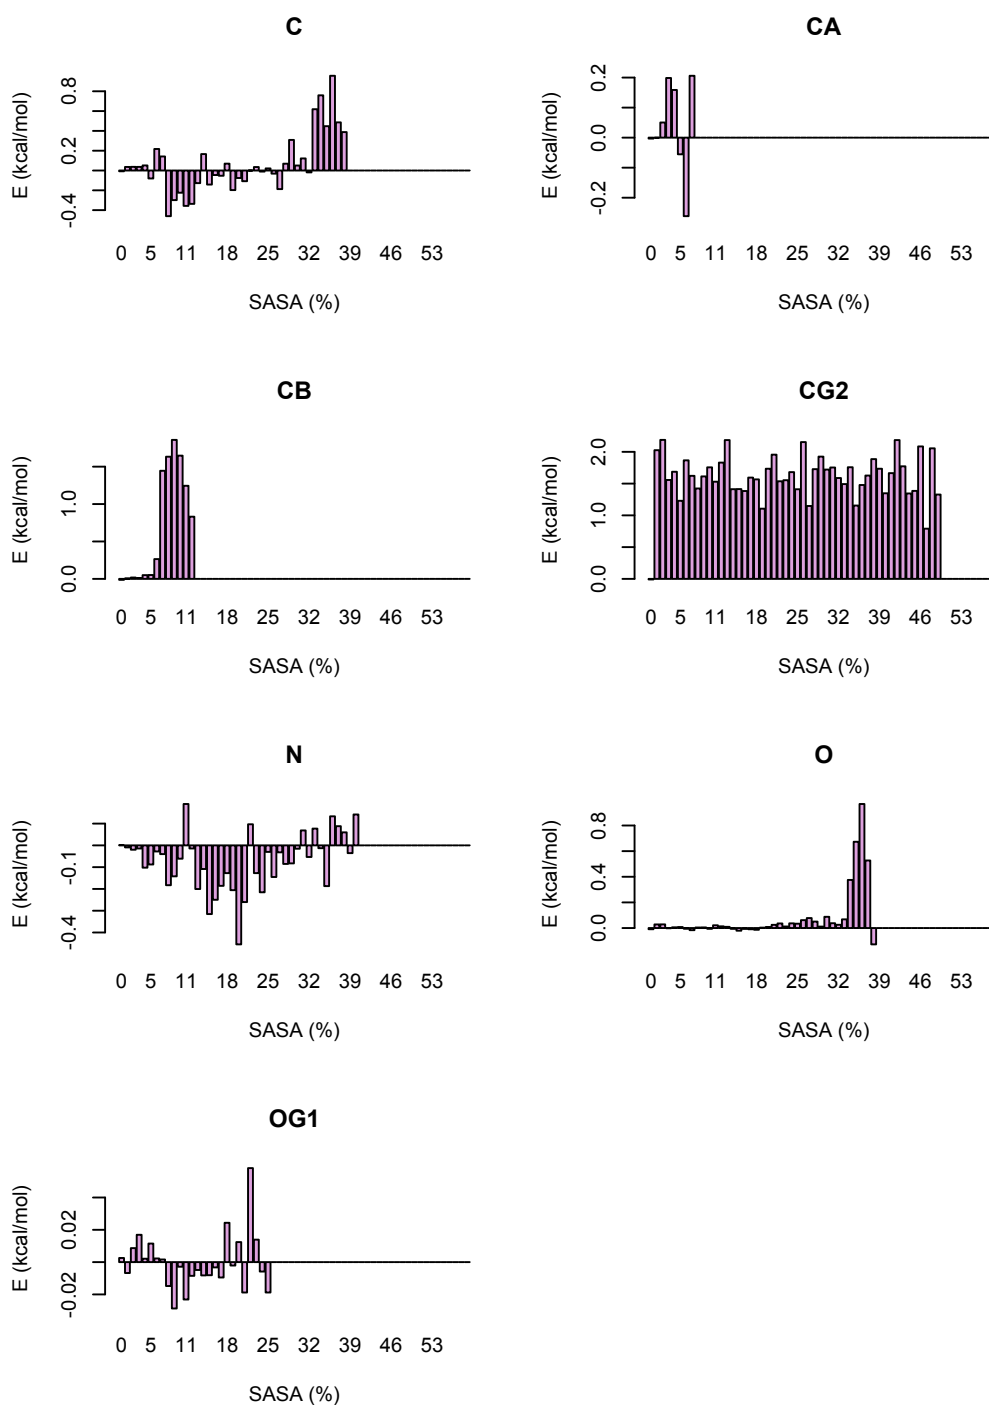 C
E (kcal/mol)
0.8
0.2
-0.4
0 5 11 18 25 32 39 46 53
SASA (%)
CA
E (kcal/mol)
0.2
0.0
-0.2
0 5 11 18 25 32 39 46 53
SASA (%)
CB
E (kcal/mol)
1.0
0.0
0 5 11 18 25 32 39 46 53
SASA (%)
CG2
E (kcal/mol)
2.0
1.0
0.0
0 5 11 18 25 32 39 46 53
SASA (%)
N
E (kcal/mol)
-0.1
-0.4
0 5 11 18 25 32 39 46 53
SASA (%)
O
E (kcal/mol)
0.8
0.4
0.0
0 5 11 18 25 32 39 46 53
SASA (%)
OG1
E (kcal/mol)
0.02
-0.02
0 5 11 18 25 32 39 46 53
SASA (%)